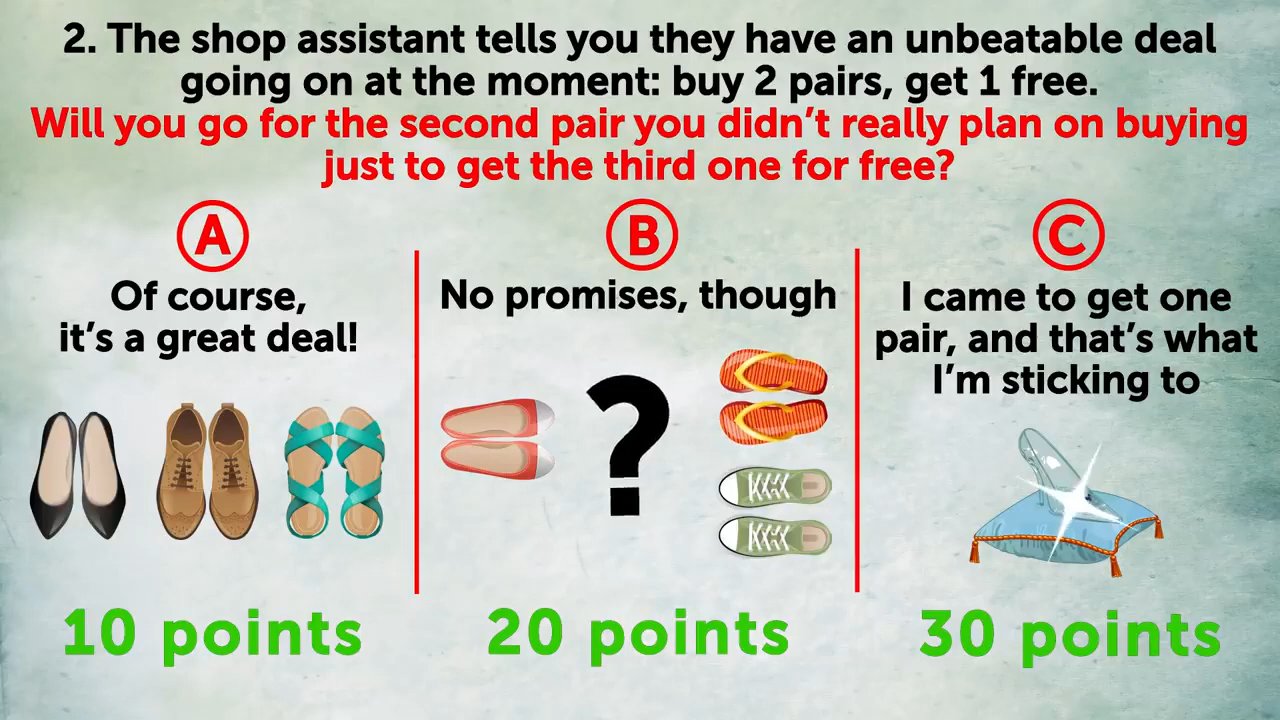 2. The shop assistant tells you they have an unbeatable deal
going on at the moment: buy 2 pairs, get 1 free.
Will you go for the second pair you didn't really plan on buying
just to get the third one for free?
A
Of course,
it's a great deal!
10 points
B
No promises, though
?
20 points
C
I came to get one
pair, and that's what
I'm sticking to
30 points